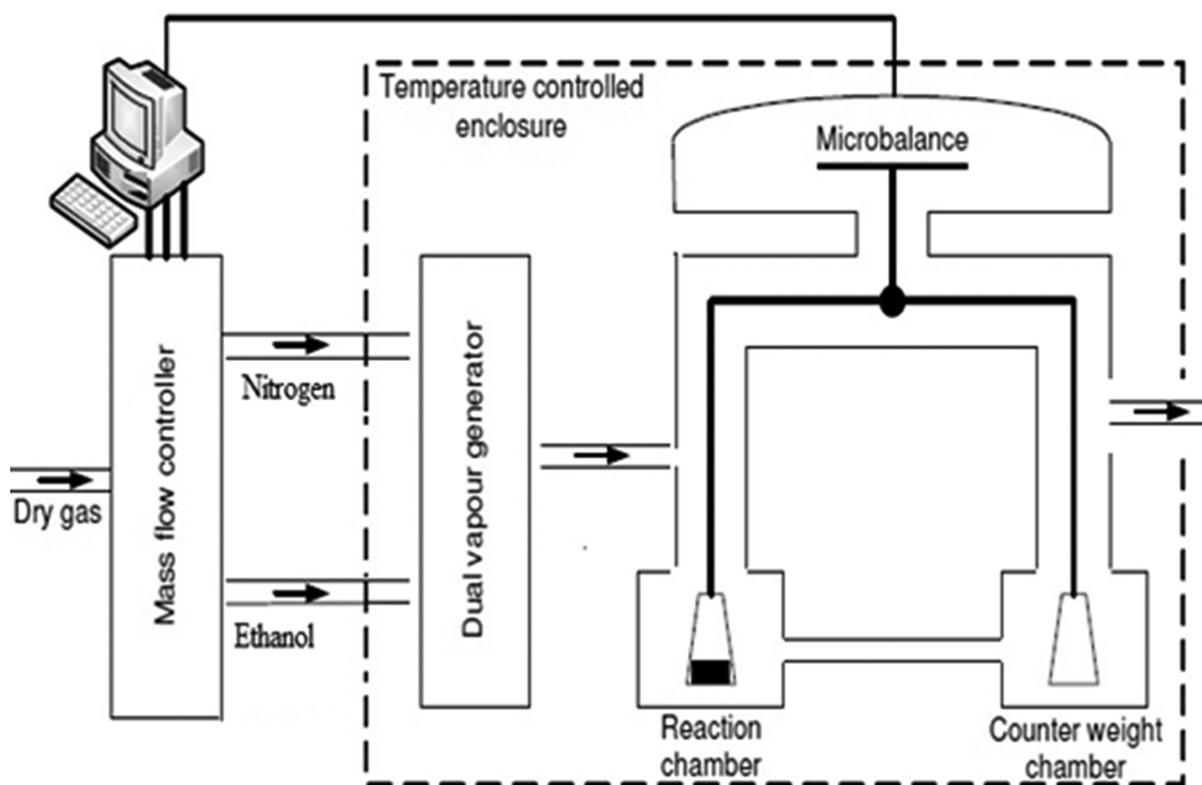 Temperature controlled
enclosure
Microbalance
Mass flow controller
Nitrogen
Dual vapour generator
Dry gas
Ethanol
Reaction
chamber
Counter weight
chamber